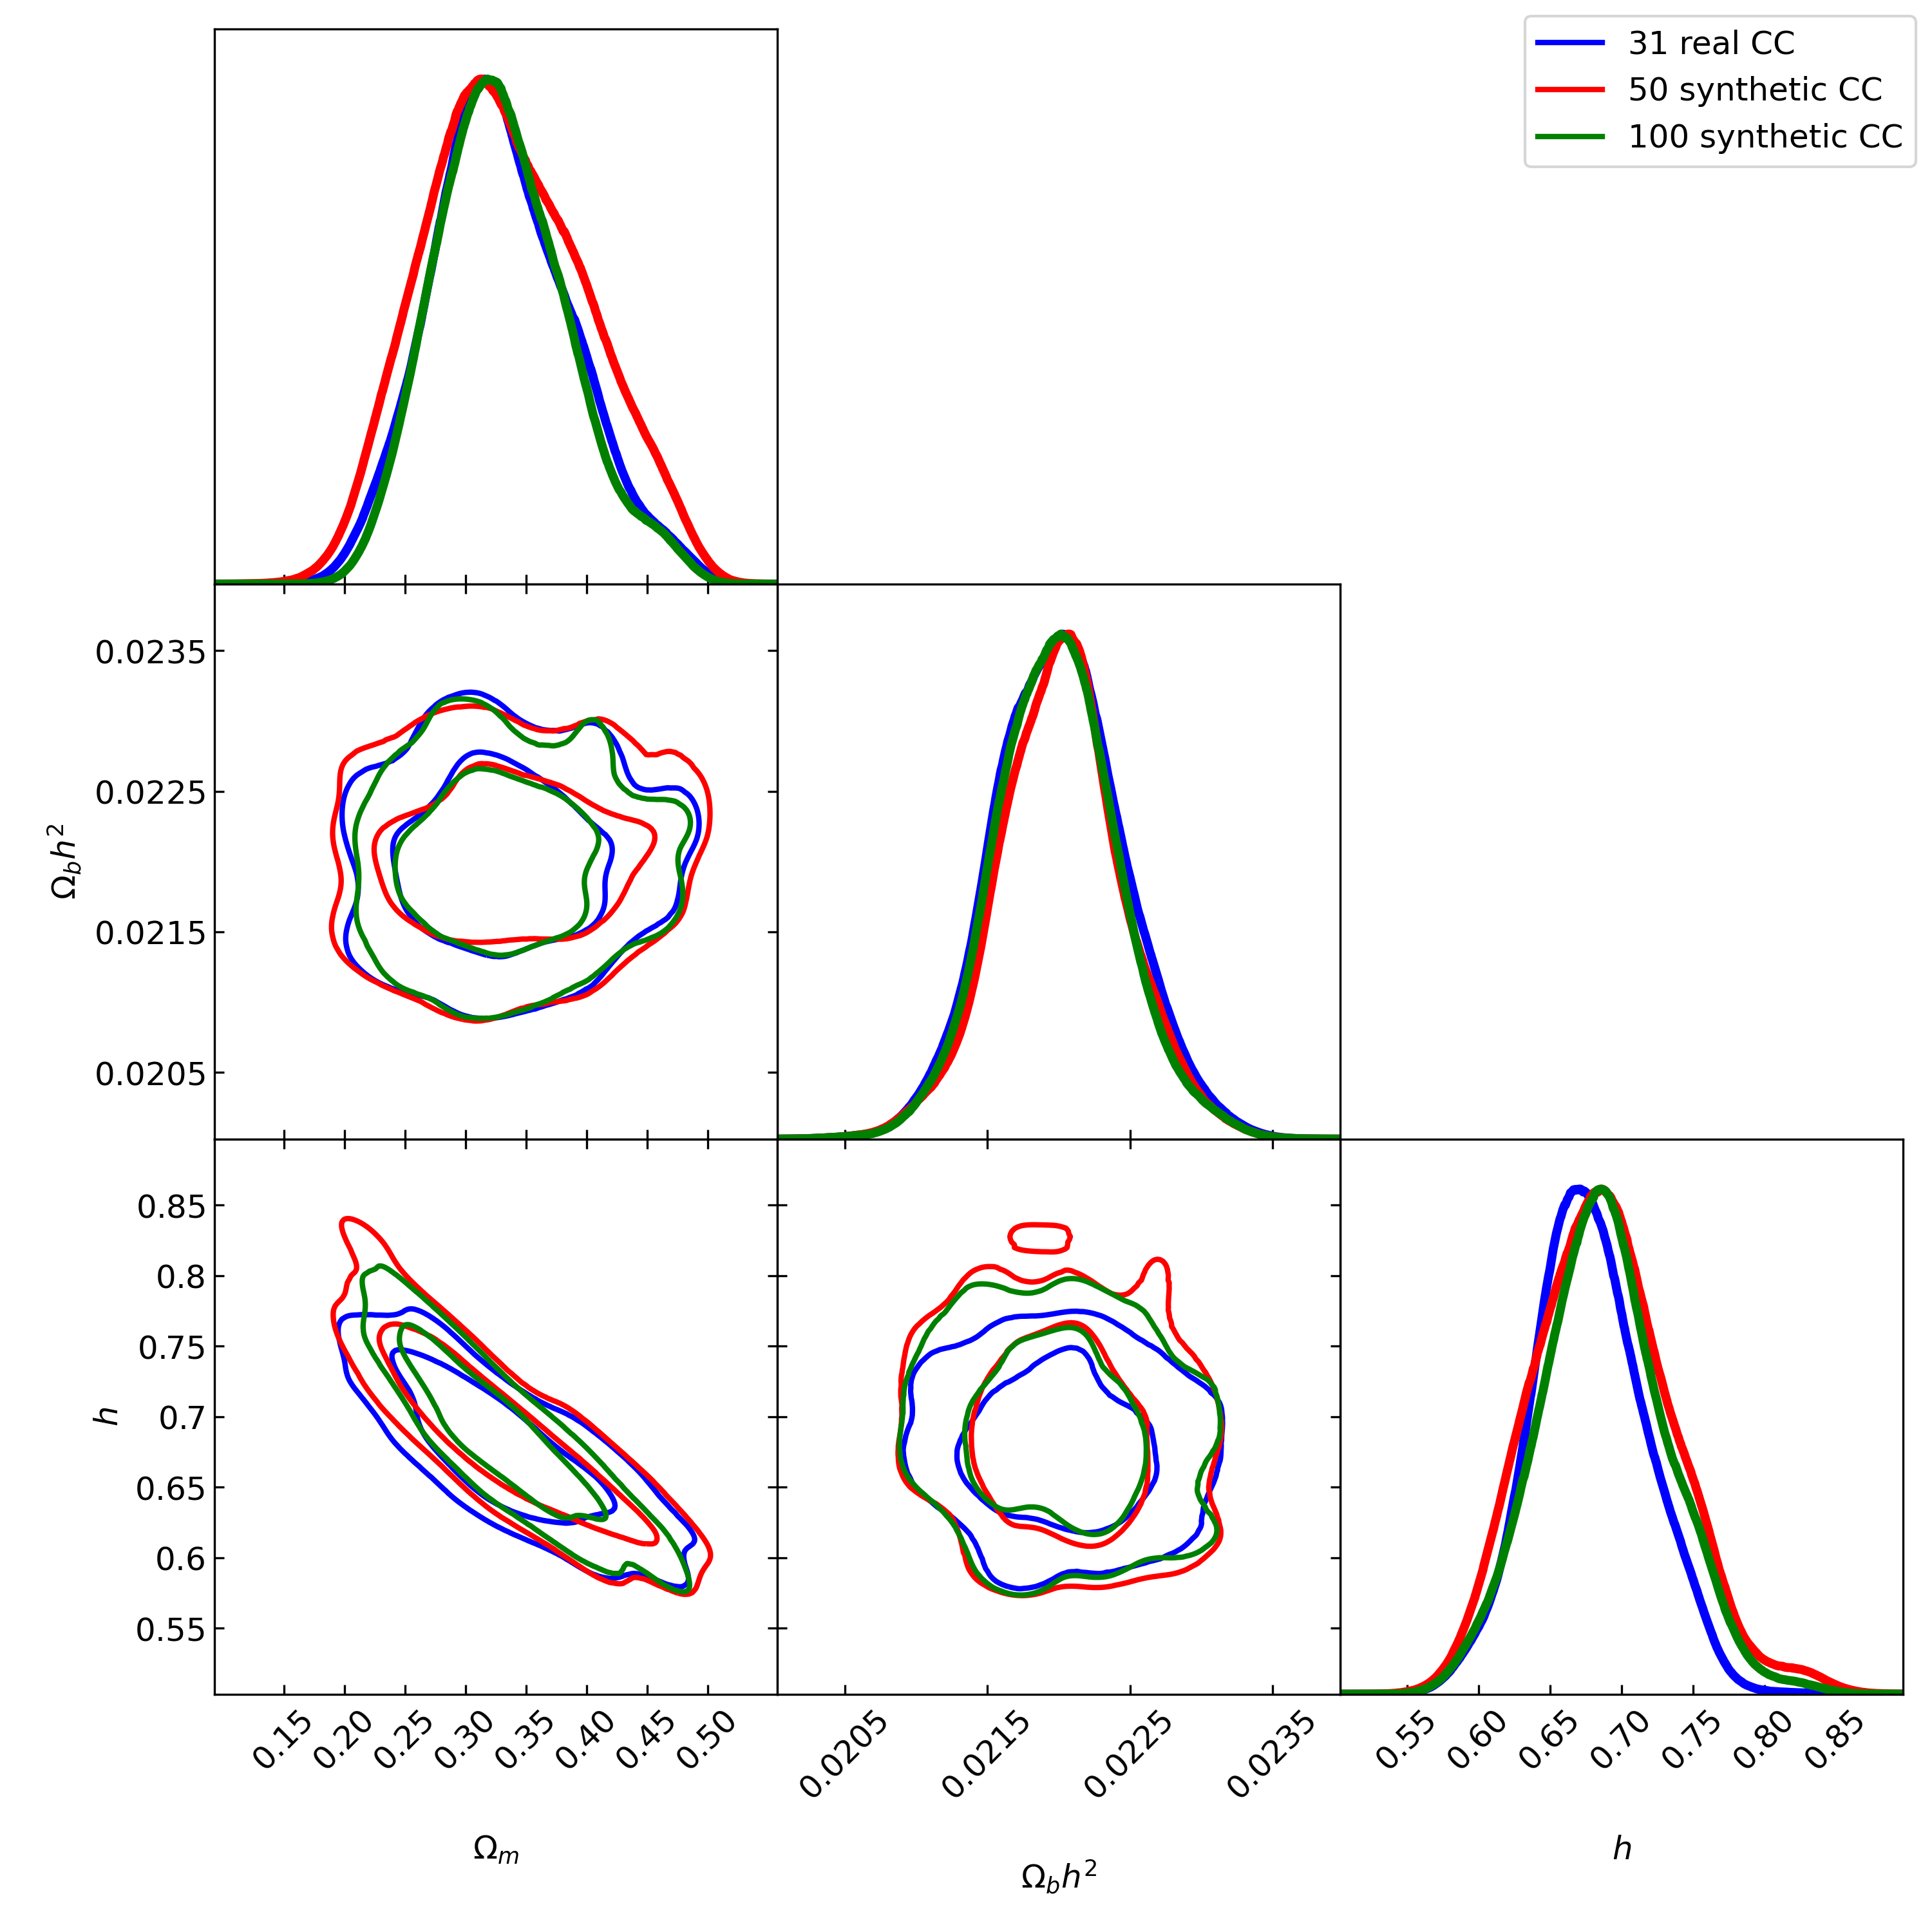 31 real CC
50 synthetic CC
100 synthetic CC
0.0235
0.0225
0.0215
0.0205
Ω_b h²
0.85
0.8
0.75
0.7
0.65
0.6
0.55
h
0.15 0.20 0.25 0.30 0.35 0.40 0.45 0.50
0.0205 0.0215 0.0225 0.0235
0.55 0.60 0.65 0.70 0.75 0.80 0.85
Ω_m
Ω_b h²
h